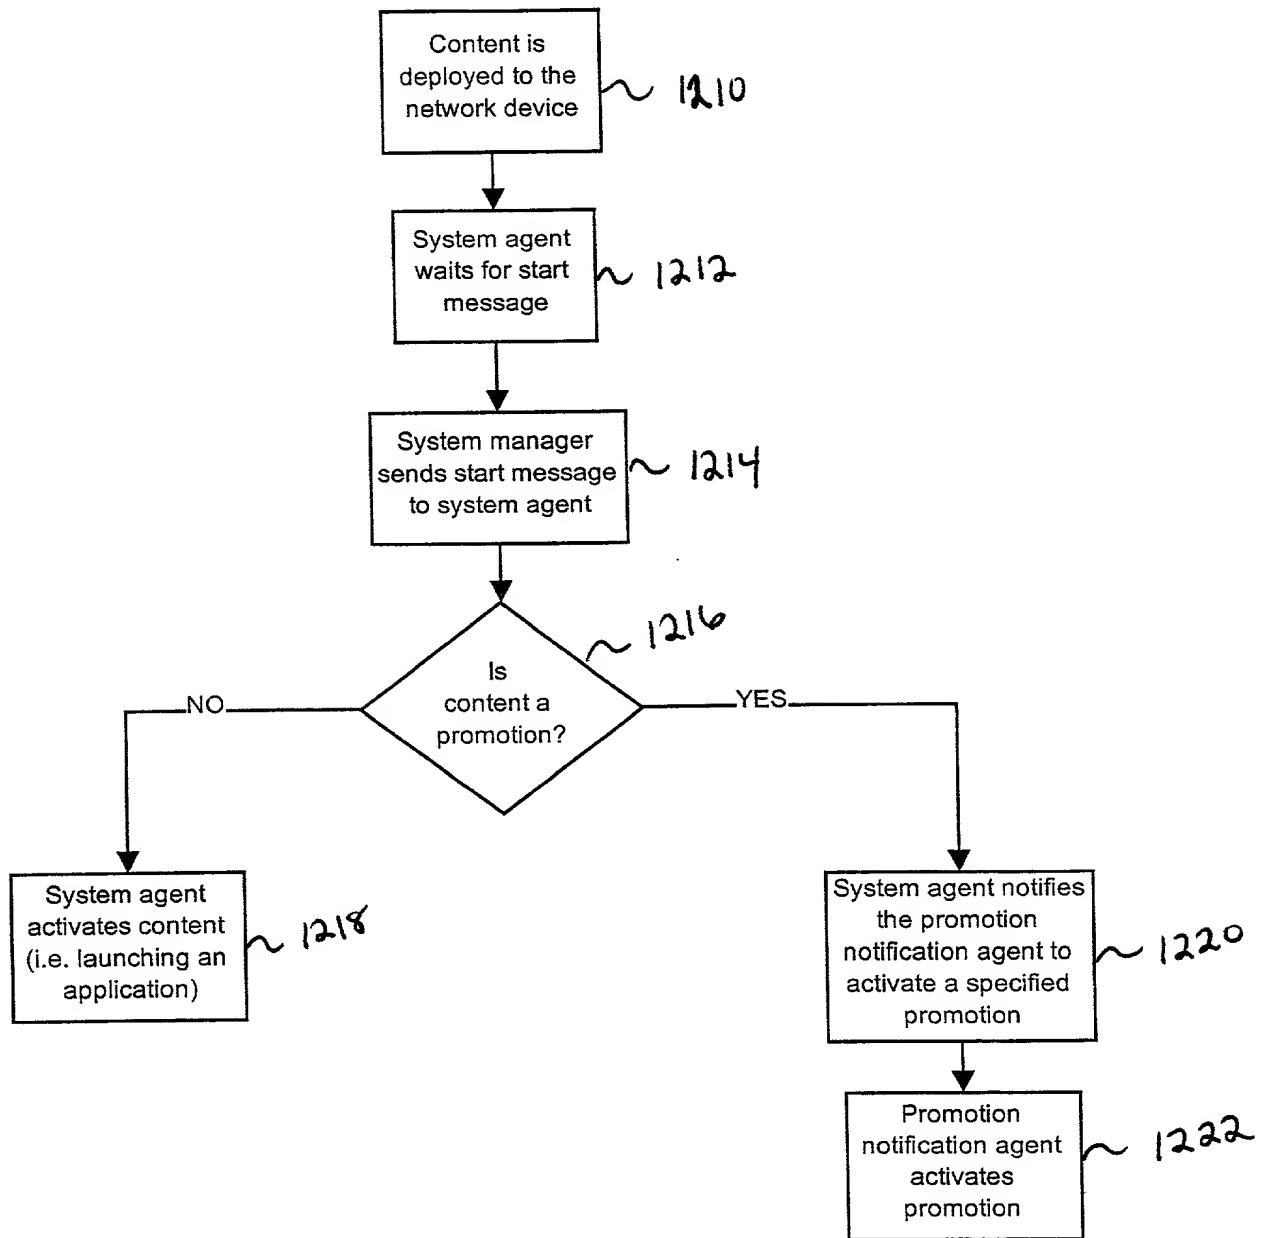 Content is
deployed to the
network device
1210
System agent
waits for start
message
1212
System manager
sends start message
to system agent
1214
Is
content a
promotion?
1216
NO
YES
System agent
activates content
(i.e. launching an
application)
1218
System agent notifies
the promotion
notification agent to
activate a specified
promotion
1220
Promotion
notification agent
activates
promotion
1222